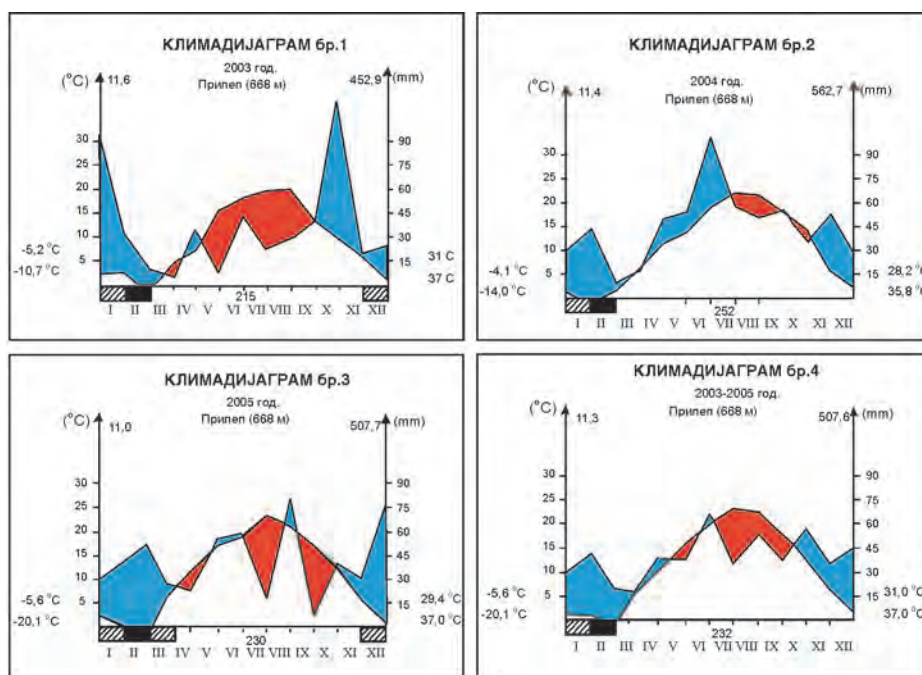 КЛИМАДИЈАГРАМ бр.1
2003 год.
Прилеп (668 м)
(°C) 11,6 452,9 (mm)
30 90
25 75
20 60
15 45
10 30
5 15
-5,2 °C 31 C
-10,7 °C 37 C
215
I II III IV V VI VII VIII IX X XI XII
КЛИМАДИЈАГРАМ бр.2
2004 год.
Прилеп (668 м)
(°C) 11,4 562,7 (mm)
30 90
25 75
20 60
15 45
10 30
5 15
-4,1 °C 28,2 °C
-14,0 °C 35,8 °C
252
I II III IV V VI VII VIII IX X XI XII
КЛИМАДИЈАГРАМ бр.3
2005 год.
Прилеп (668 м)
(°C) 11,0 507,7 (mm)
30 90
25 75
20 60
15 45
10 30
5 15
-5,6 °C 29,4 °C
-20,1 °C 37,0 °C
230
I II III IV V VI VII VIII IX X XI XII
КЛИМАДИЈАГРАМ бр.4
2003-2005 год.
Прилеп (668 м)
(°C) 11,3 507,6 (mm)
30 90
25 75
20 60
15 45
10 30
5 15
-5,6 °C 31,0 °C
-20,1 °C 37,0 °C
232
I II III IV V VI VII VIII IX X XI XII